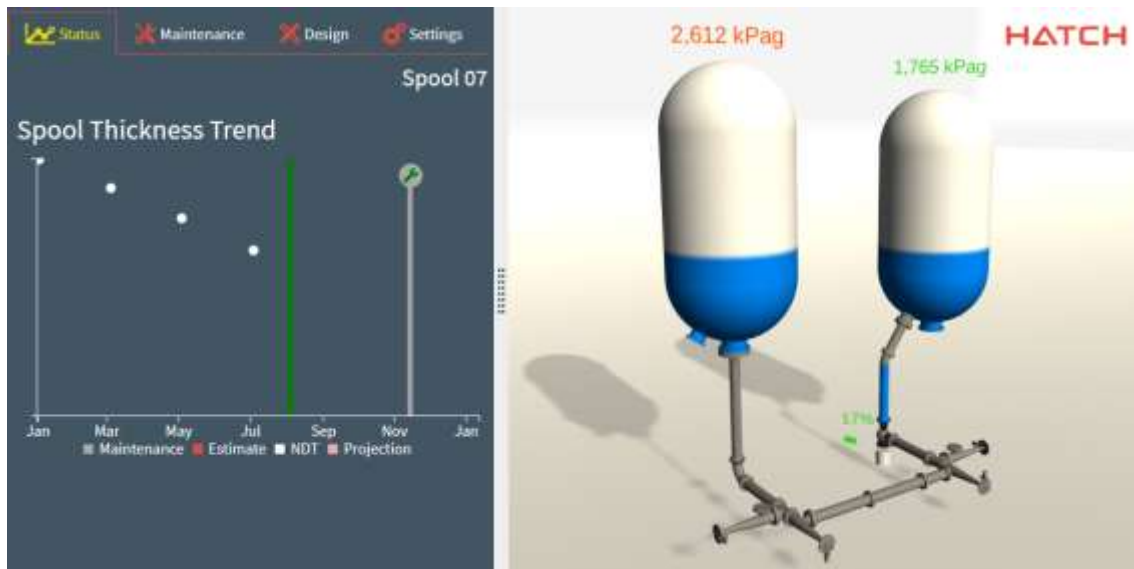 Status
Maintenance
Design
Settings
Spool 07
Spool Thickness Trend
Jan
Mar
May
Jul
Sep
Nov
Jan
Maintenance
Estimate
NDT
Projection
2,612 kPag
HATCH
1,765 kPag
17%